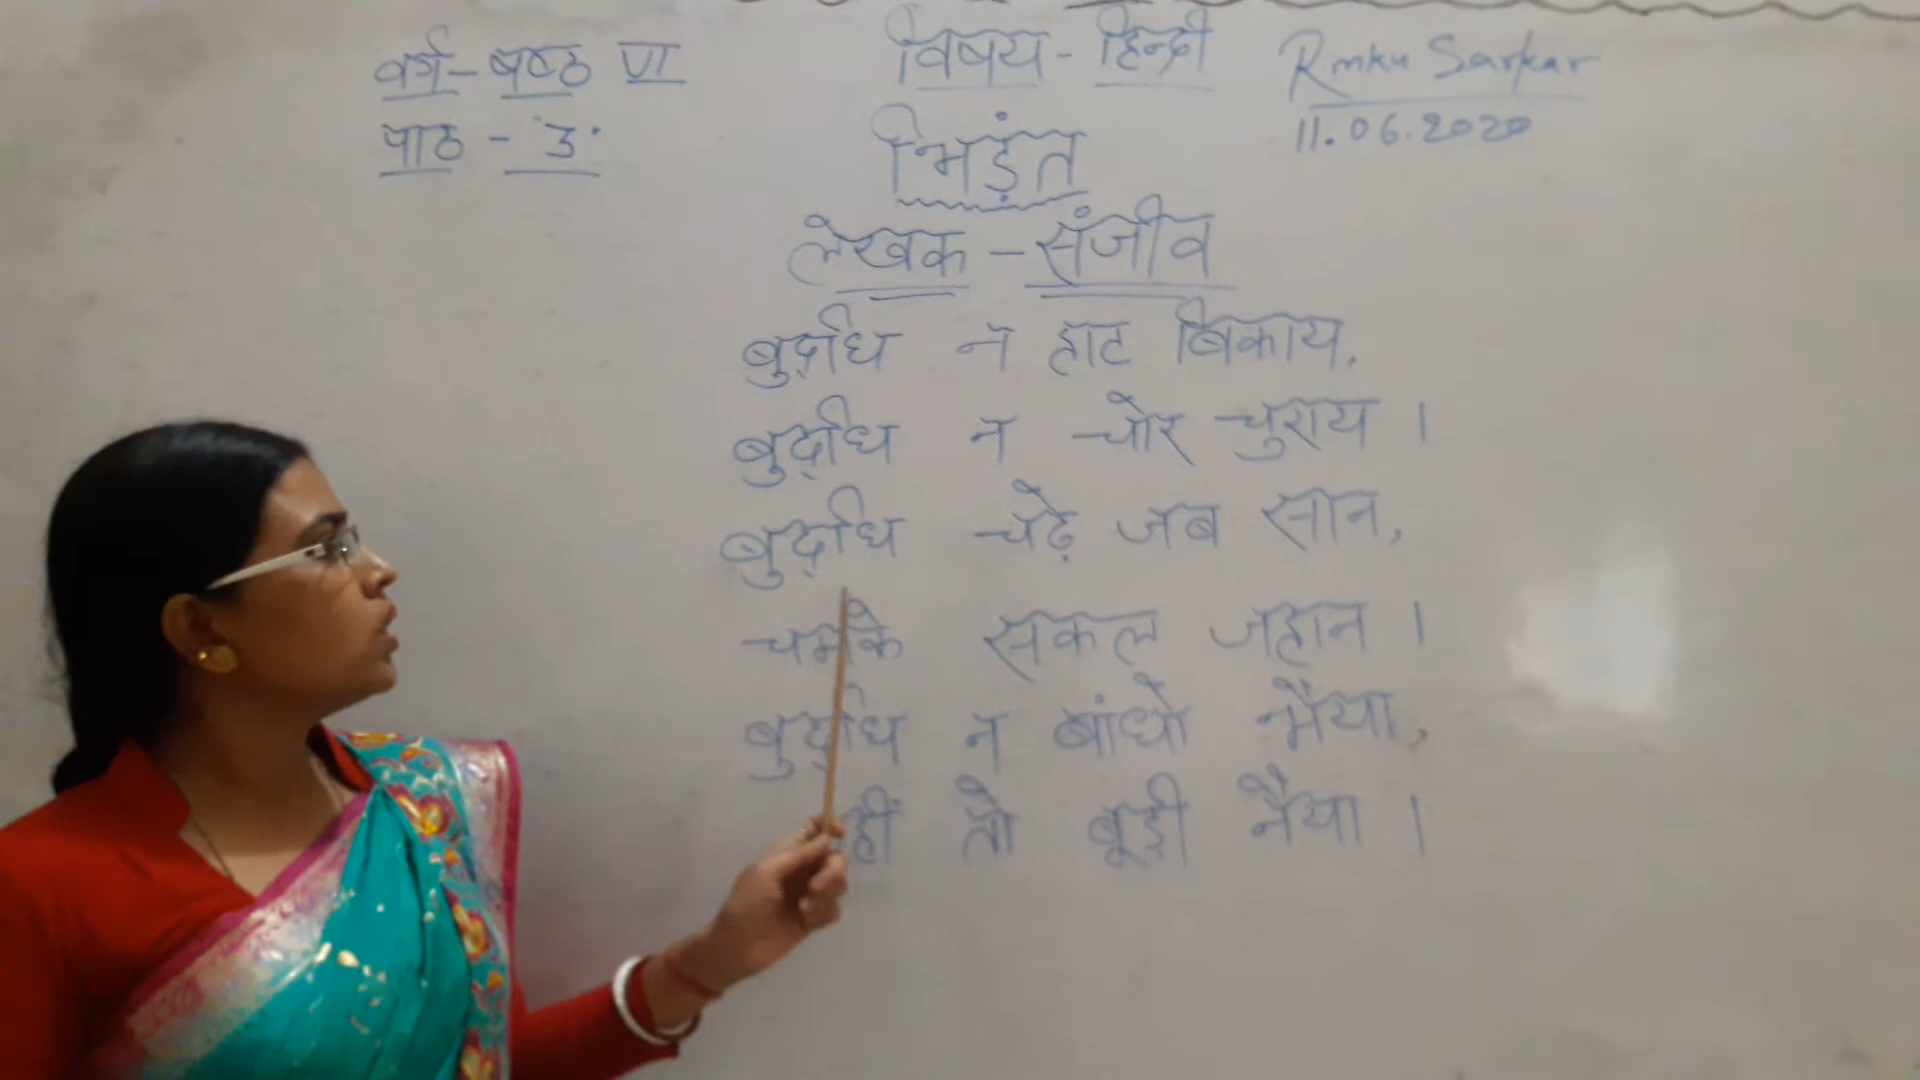 वर्ग - षष्ठ VI
विषय - हिन्दी
Rinku Sarkar
पाठ - 3.
11.06.2020
भिड़ंत
लेखक - संजीव
बुद्धि न हाट बिकाय,
बुद्धि न चोर चुराय ।
बुद्धि चढ़े जब सान,
चमके सकल जहान ।
बुद्धि न बांधो भैया,
तो बूड़ी नैया ।